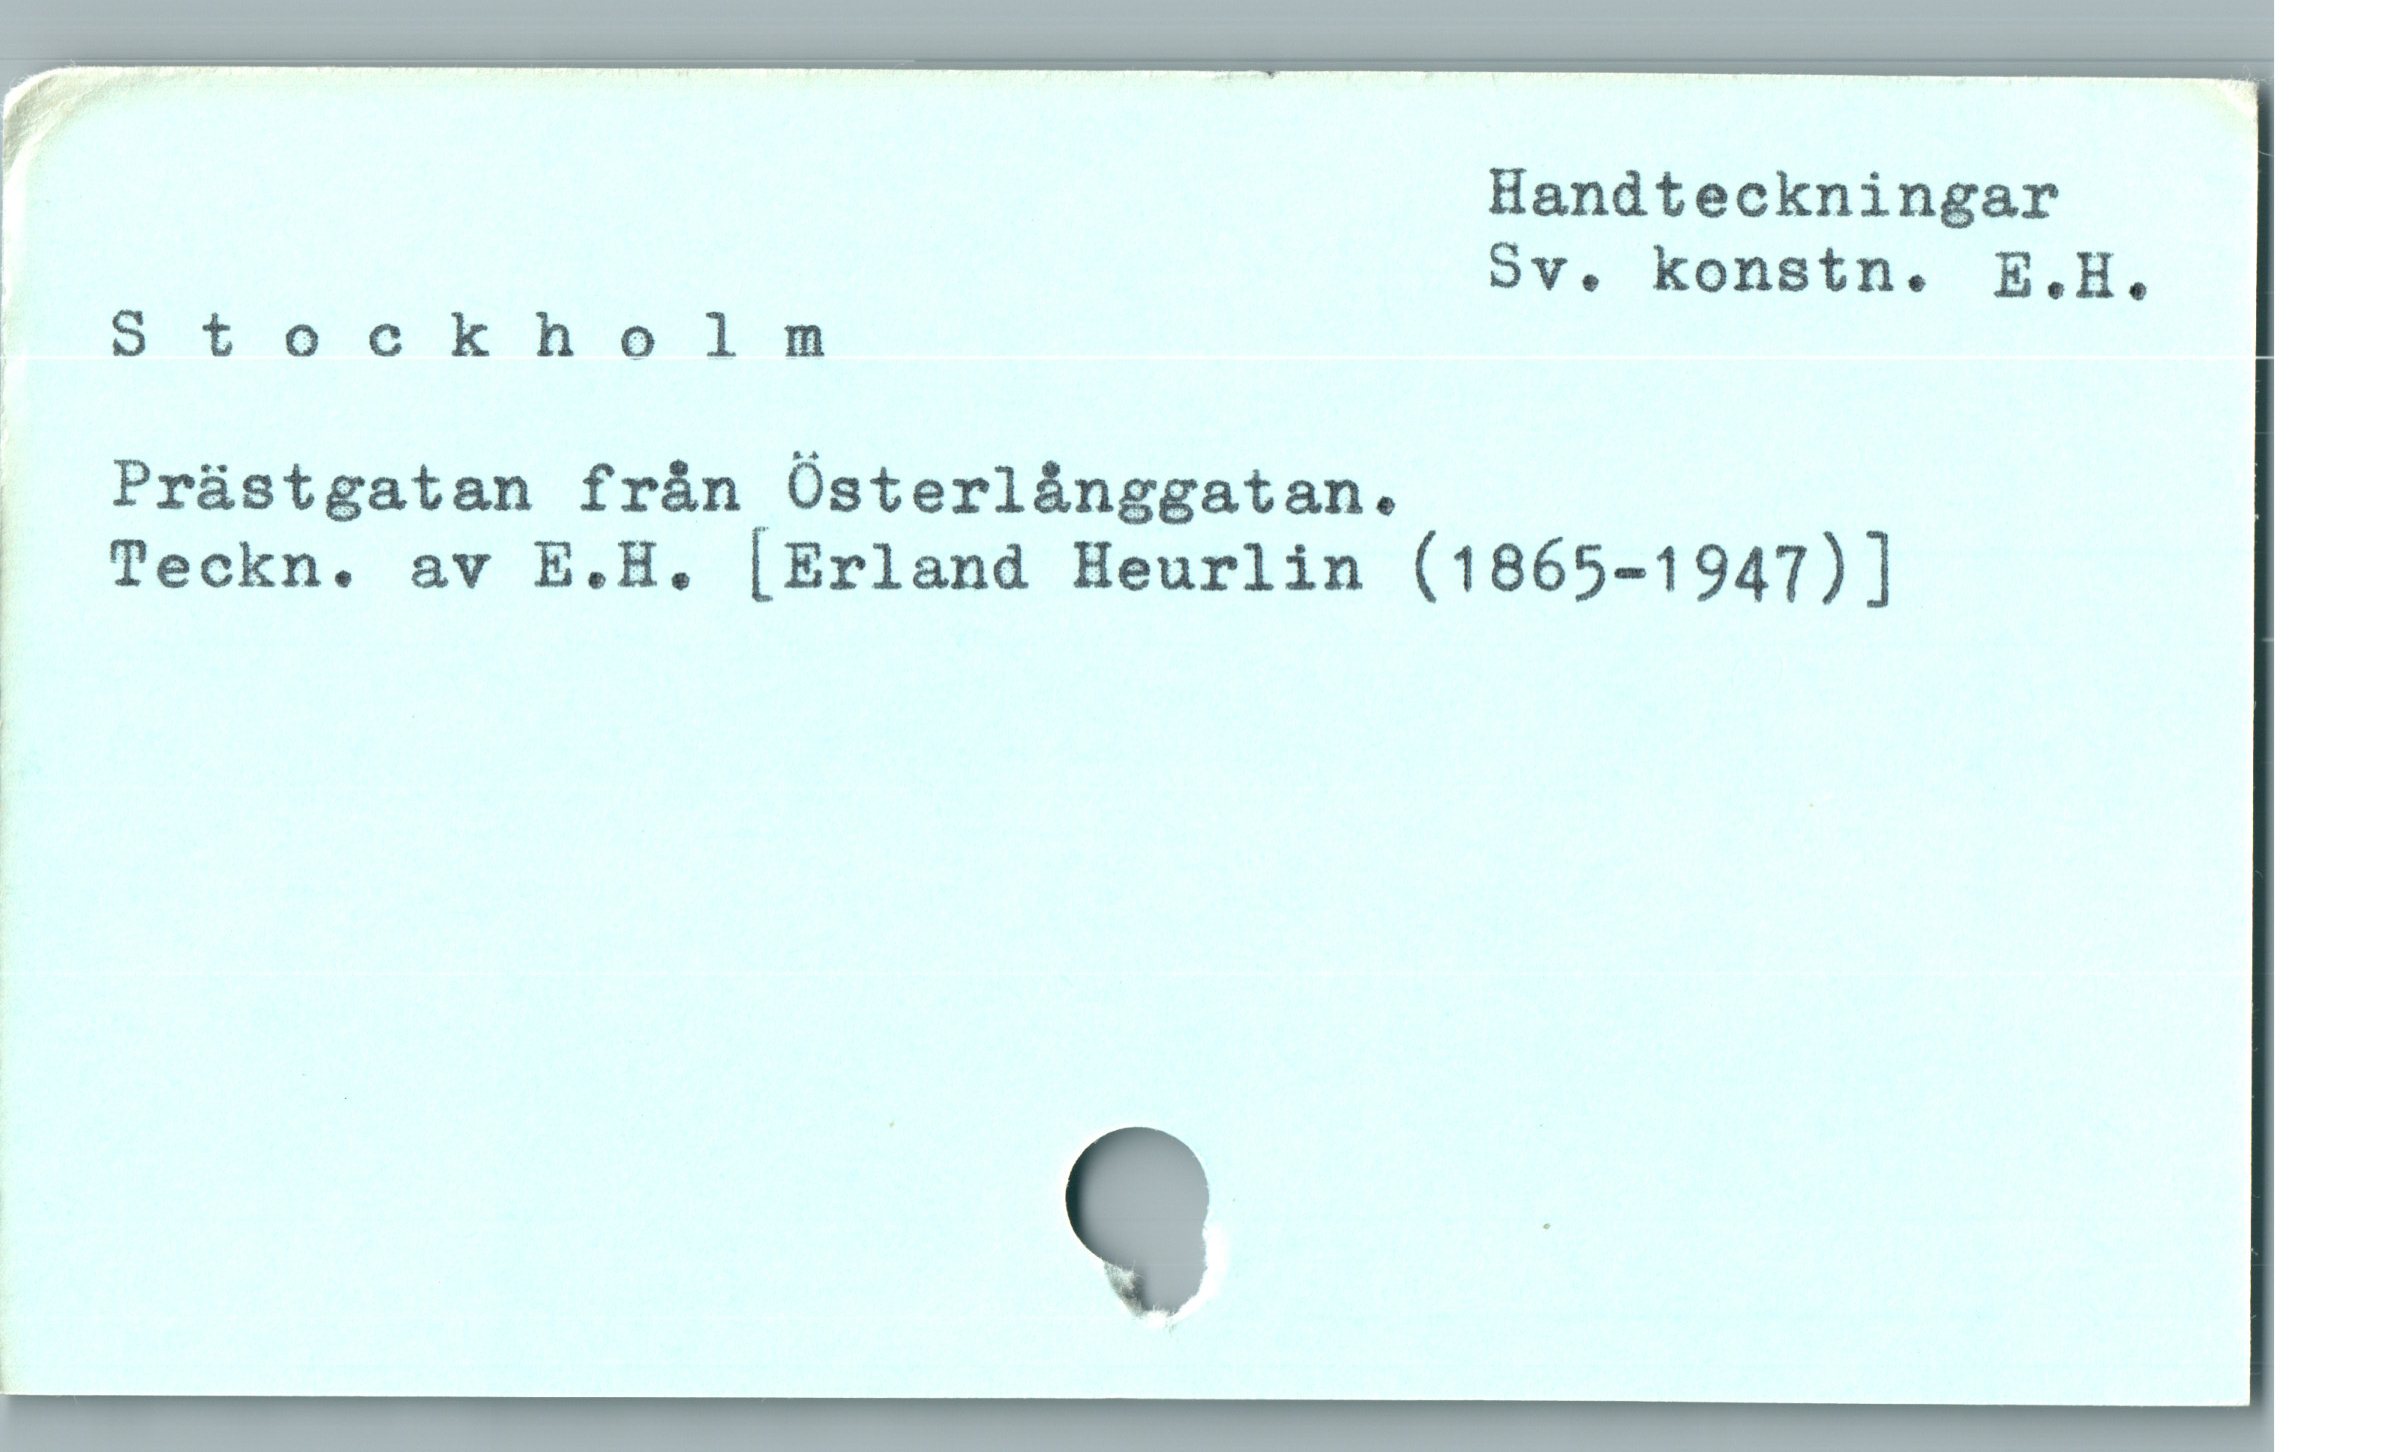 Handteckningar
Sv. konstn. E.H.
S t o c k h o l m
Prästgatan från Österlånggatan.
Teckn. av E.H. [Erland Heurlin (1865-1947)]